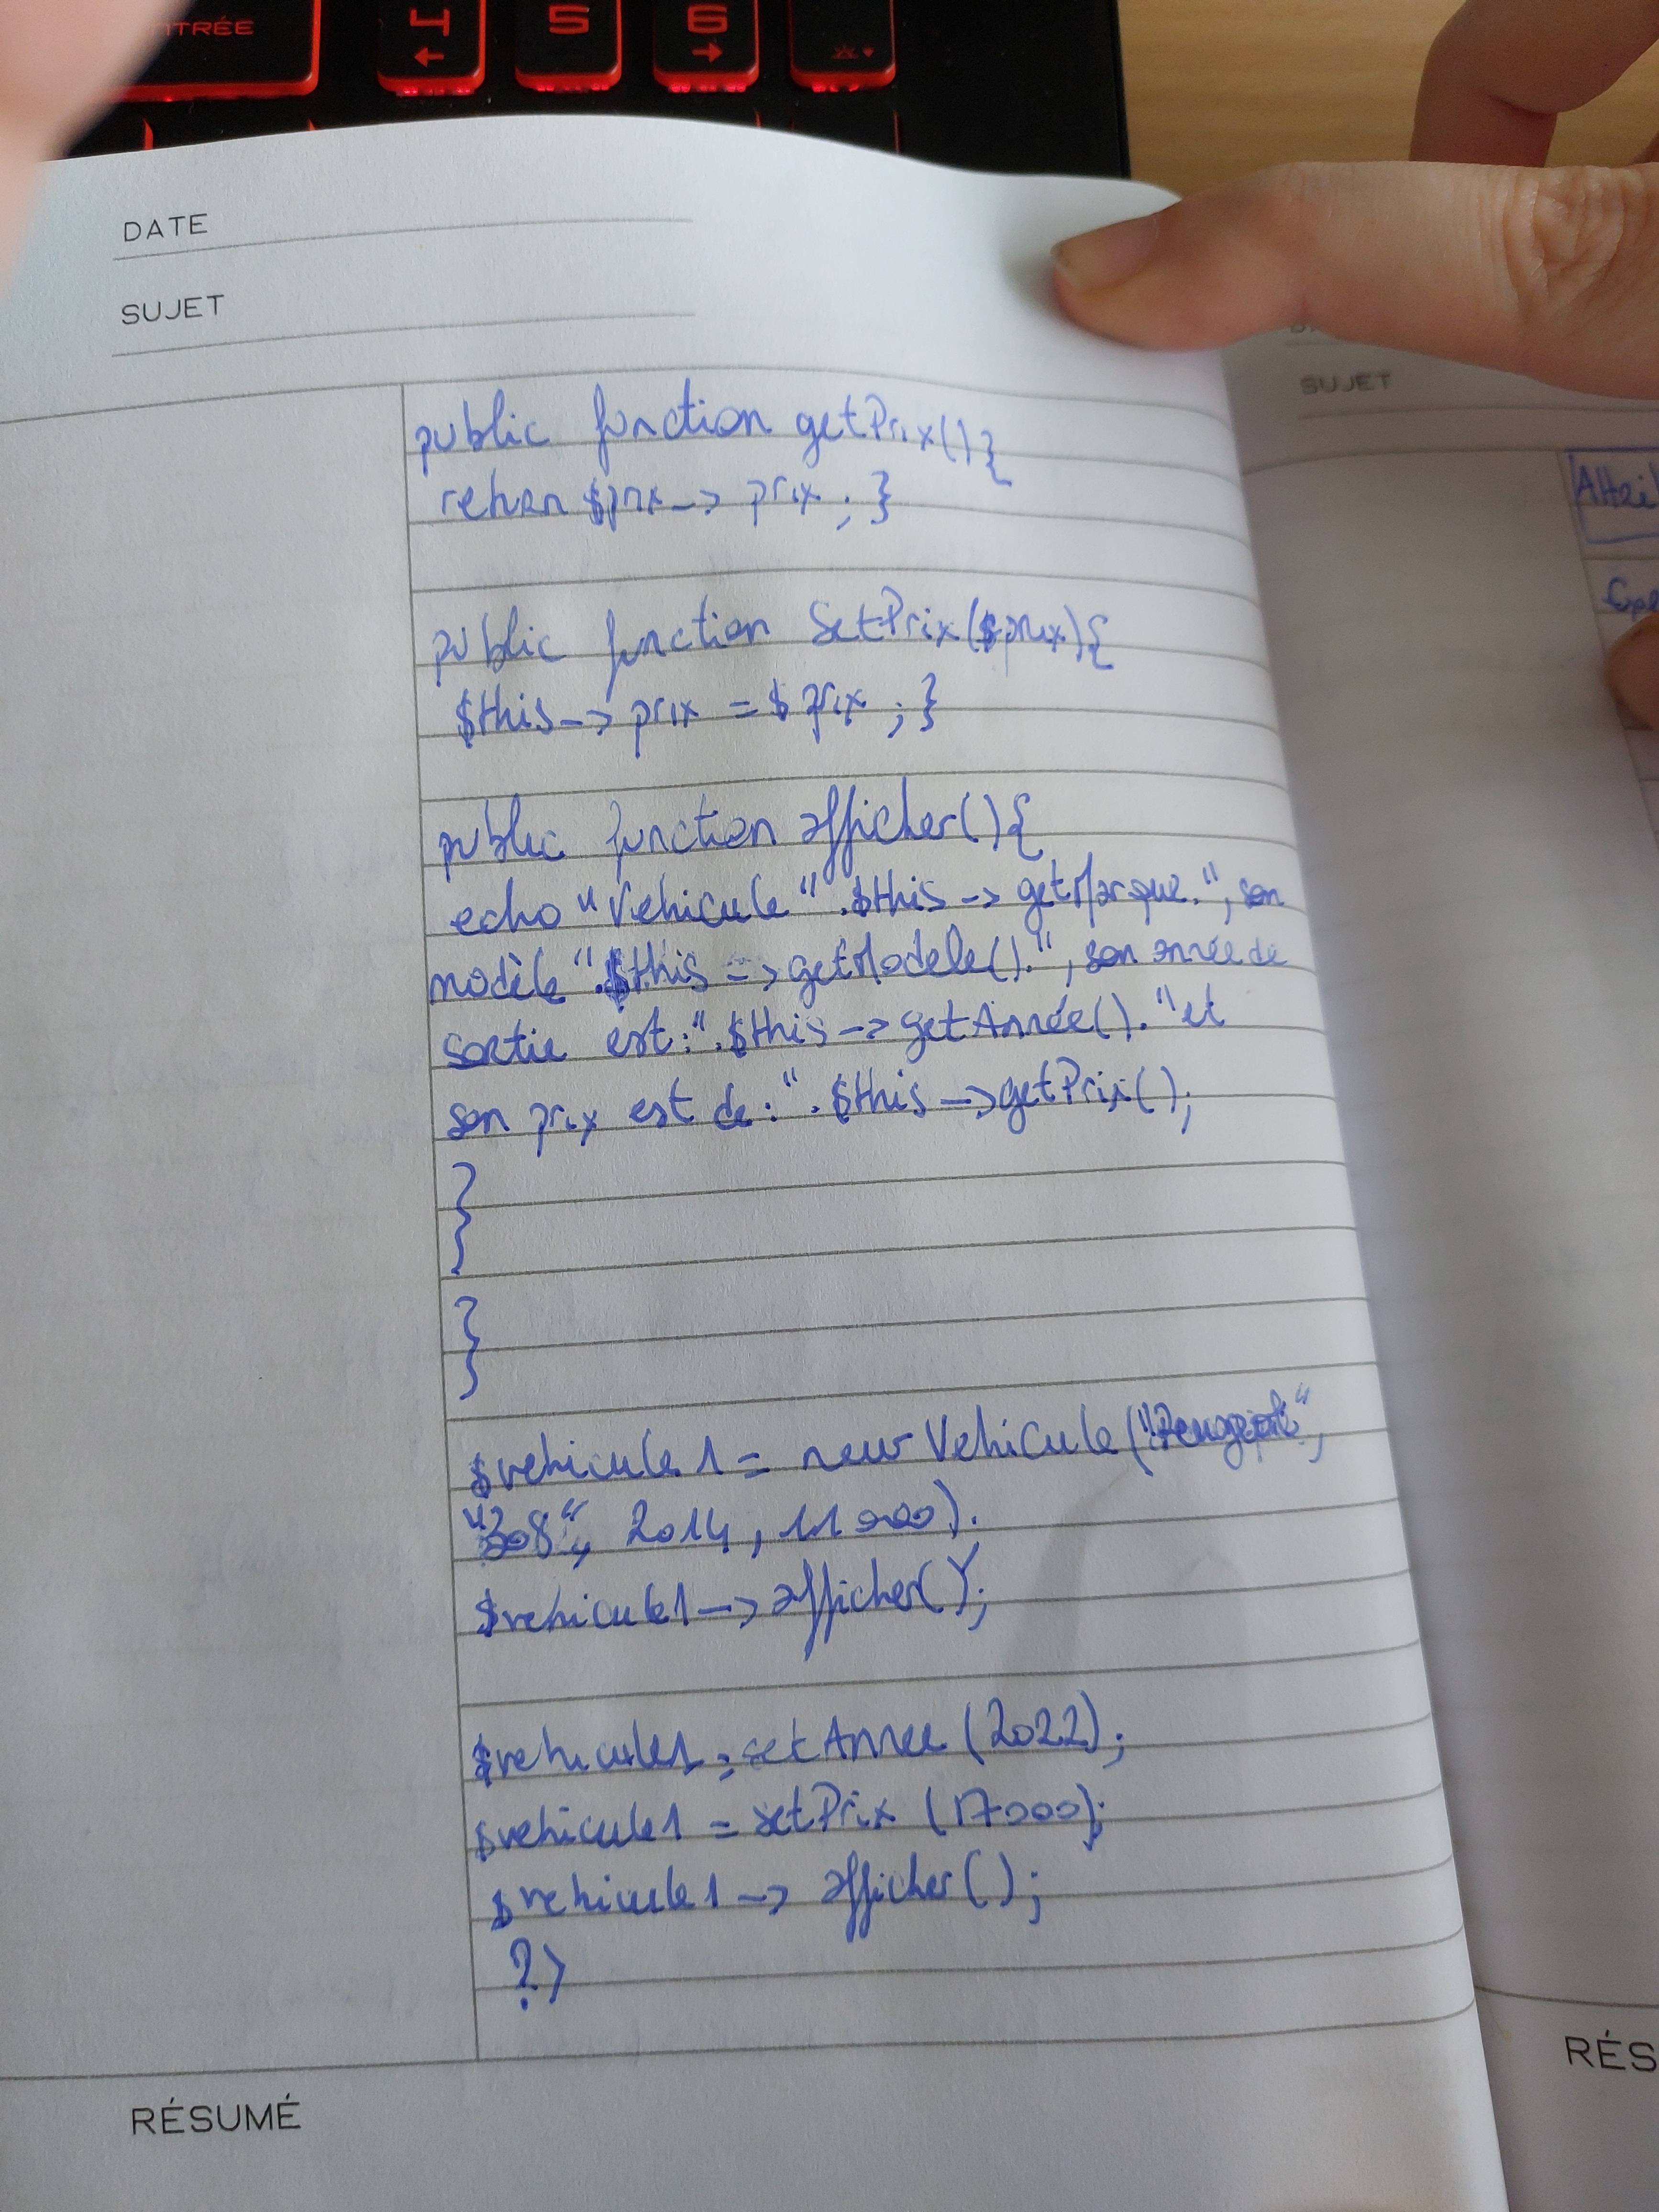 NTRÉE
4
5
6
←
→
DATE
SUJET
public function getPrix(){
return $prix -> prix ; }
public function SetPrix($prix){
$this -> prix = $ prix ; }
public function afficher(){
echo "Vehicule" .$this -> getMarque.", son
modèle ".$this -> getModele().", son année de
sortie est:" .$this -> getAnnée(). "et
son prix est de : " . $this -> getPrix();
}
}
$vehicule1 = new Vehicule ("Peugeot",
"308", 2014, 11000).
$vehicule1 -> afficher();
$vehicule1 = setAnnee (2022);
$vehicule1 = setPrix (17000);
$vehicule1 -> afficher();
?>
RÉSUMÉ
SUJET
RÉS